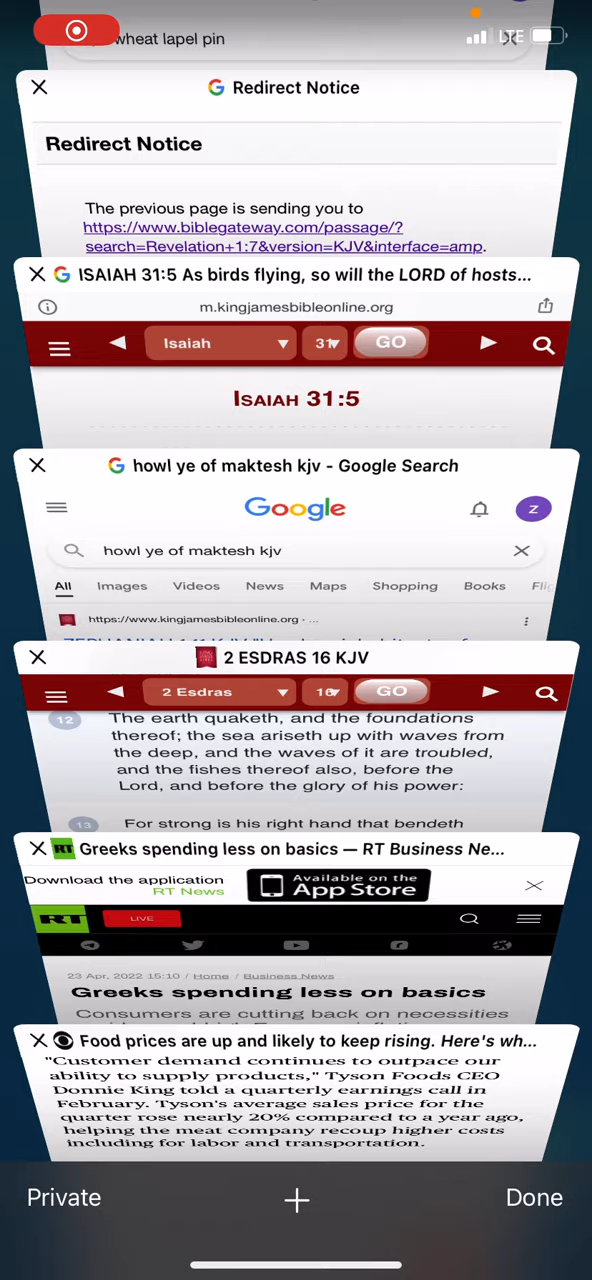 wheat lapel pin
LTE
Redirect Notice
Redirect Notice
The previous page is sending you to
https://www.biblegateway.com/passage/?
search=Revelation+1:7&version=KJV&interface=amp.
ISAIAH 31:5 As birds flying, so will the LORD of hosts...
m.kingjamesbibleonline.org
Isaiah
31
GO
ISAIAH 31:5
howl ye of maktesh kjv - Google Search
Google
Z
howl ye of maktesh kjv
All Images Videos News Maps Shopping Books
https://www.kingjamesbibleonline.org › ...
2 ESDRAS 16 KJV
2 Esdras
16
GO
12 The earth quaketh, and the foundations
thereof; the sea ariseth up with waves from
the deep, and the waves of it are troubled,
and the fishes thereof also, before the
Lord, and before the glory of his power:
13 For strong is his right hand that bendeth
RT Greeks spending less on basics — RT Business Ne...
Download the application
RT News
Available on the
App Store
RT
LIVE
23 Apr, 2022 15:10 / Home / Business News
Greeks spending less on basics
Consumers are cutting back on necessities
Food prices are up and likely to keep rising. Here's wh...
"Customer demand continues to outpace our
ability to supply products," Tyson Foods CEO
Donnie King told a quarterly earnings call in
February. Tyson's average sales price for the
quarter rose nearly 20% compared to a year ago,
helping the meat company recoup higher costs
including for labor and transportation.
Private
Done